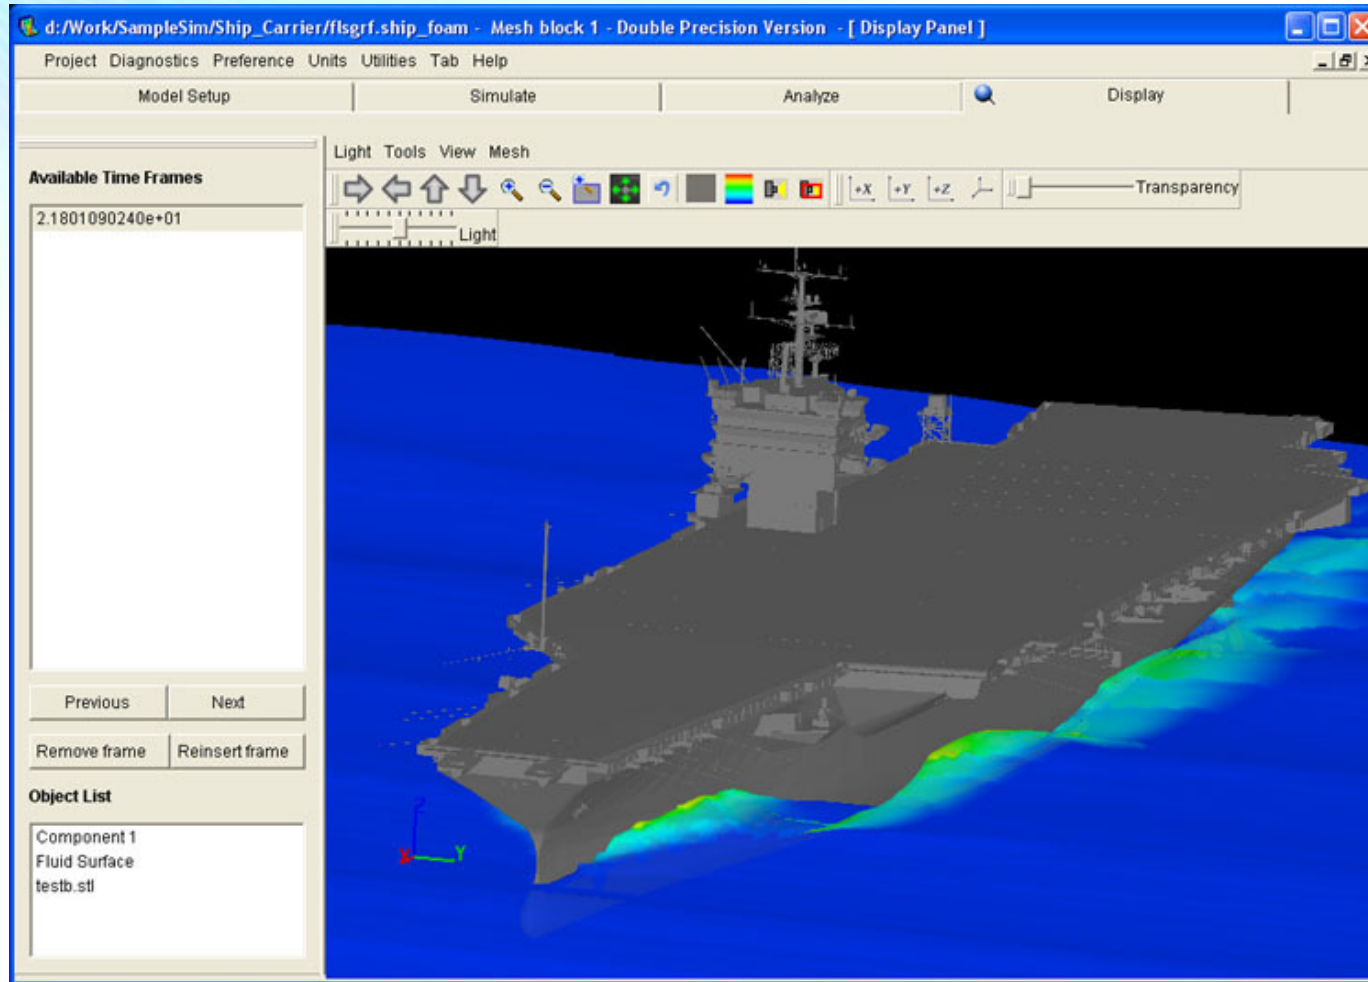 d:/Work/SampleSim/Ship_Carrier/flsgrf.ship_foam - Mesh block 1 - Double Precision Version - [ Display Panel ]
Project Diagnostics Preference Units Utilities Tab Help
Model Setup Simulate Analyze Display
Light Tools View Mesh
Available Time Frames
+X +Y +Z Transparency
2.1801090240e+01
Light
Previous Next
Remove frame Reinsert frame
Object List
Component 1
Fluid Surface
testb.stl
Z
X Y